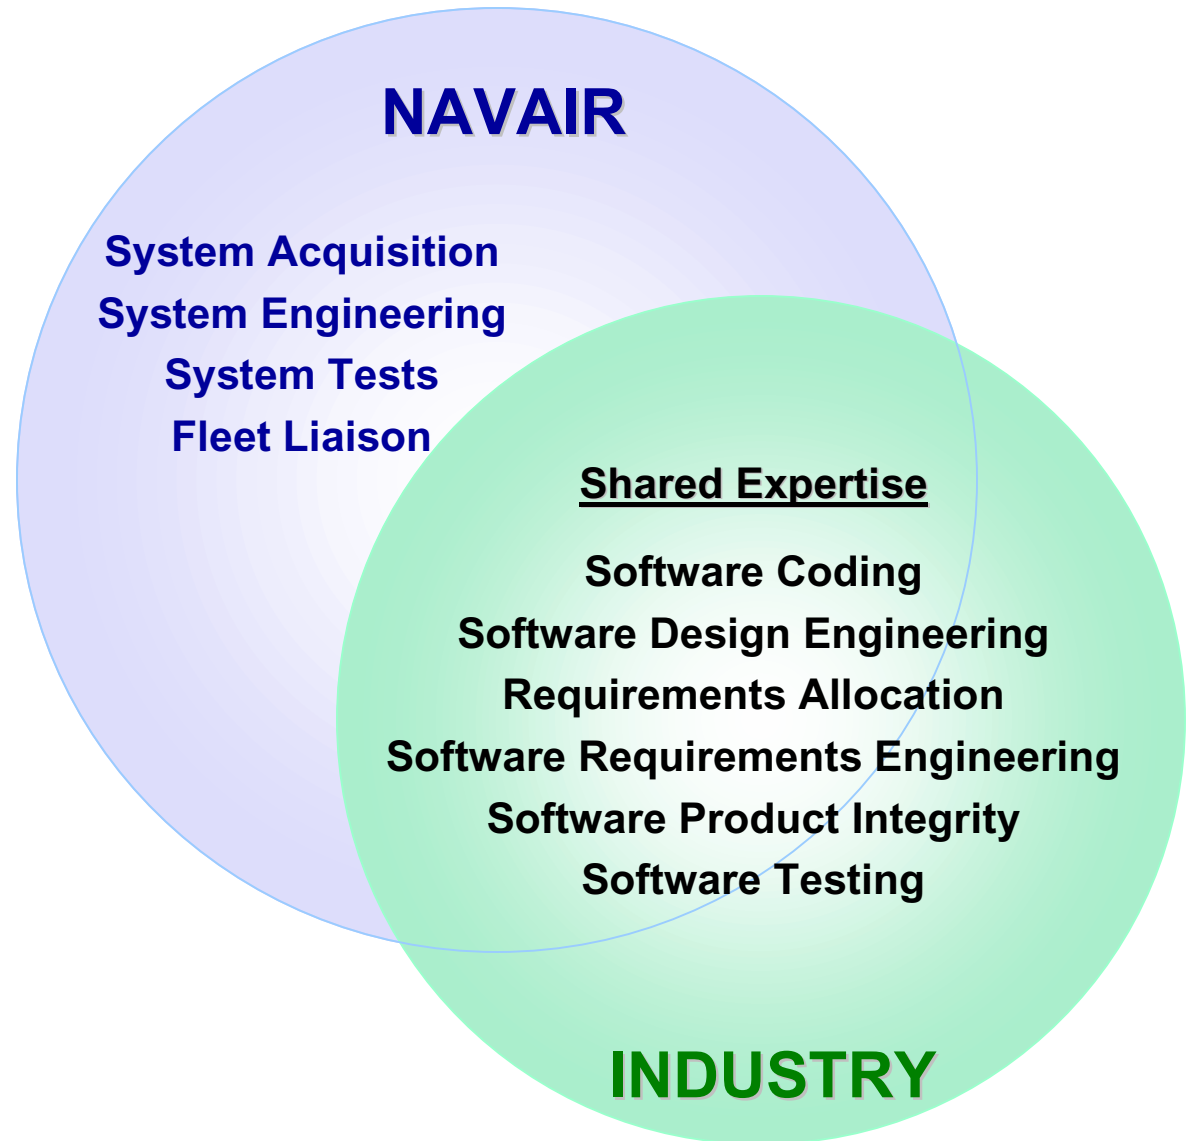 NAVAIR
System Acquisition
System Engineering
System Tests
Fleet Liaison
Shared Expertise
Software Coding
Software Design Engineering
Requirements Allocation
Software Requirements Engineering
Software Product Integrity
Software Testing
INDUSTRY